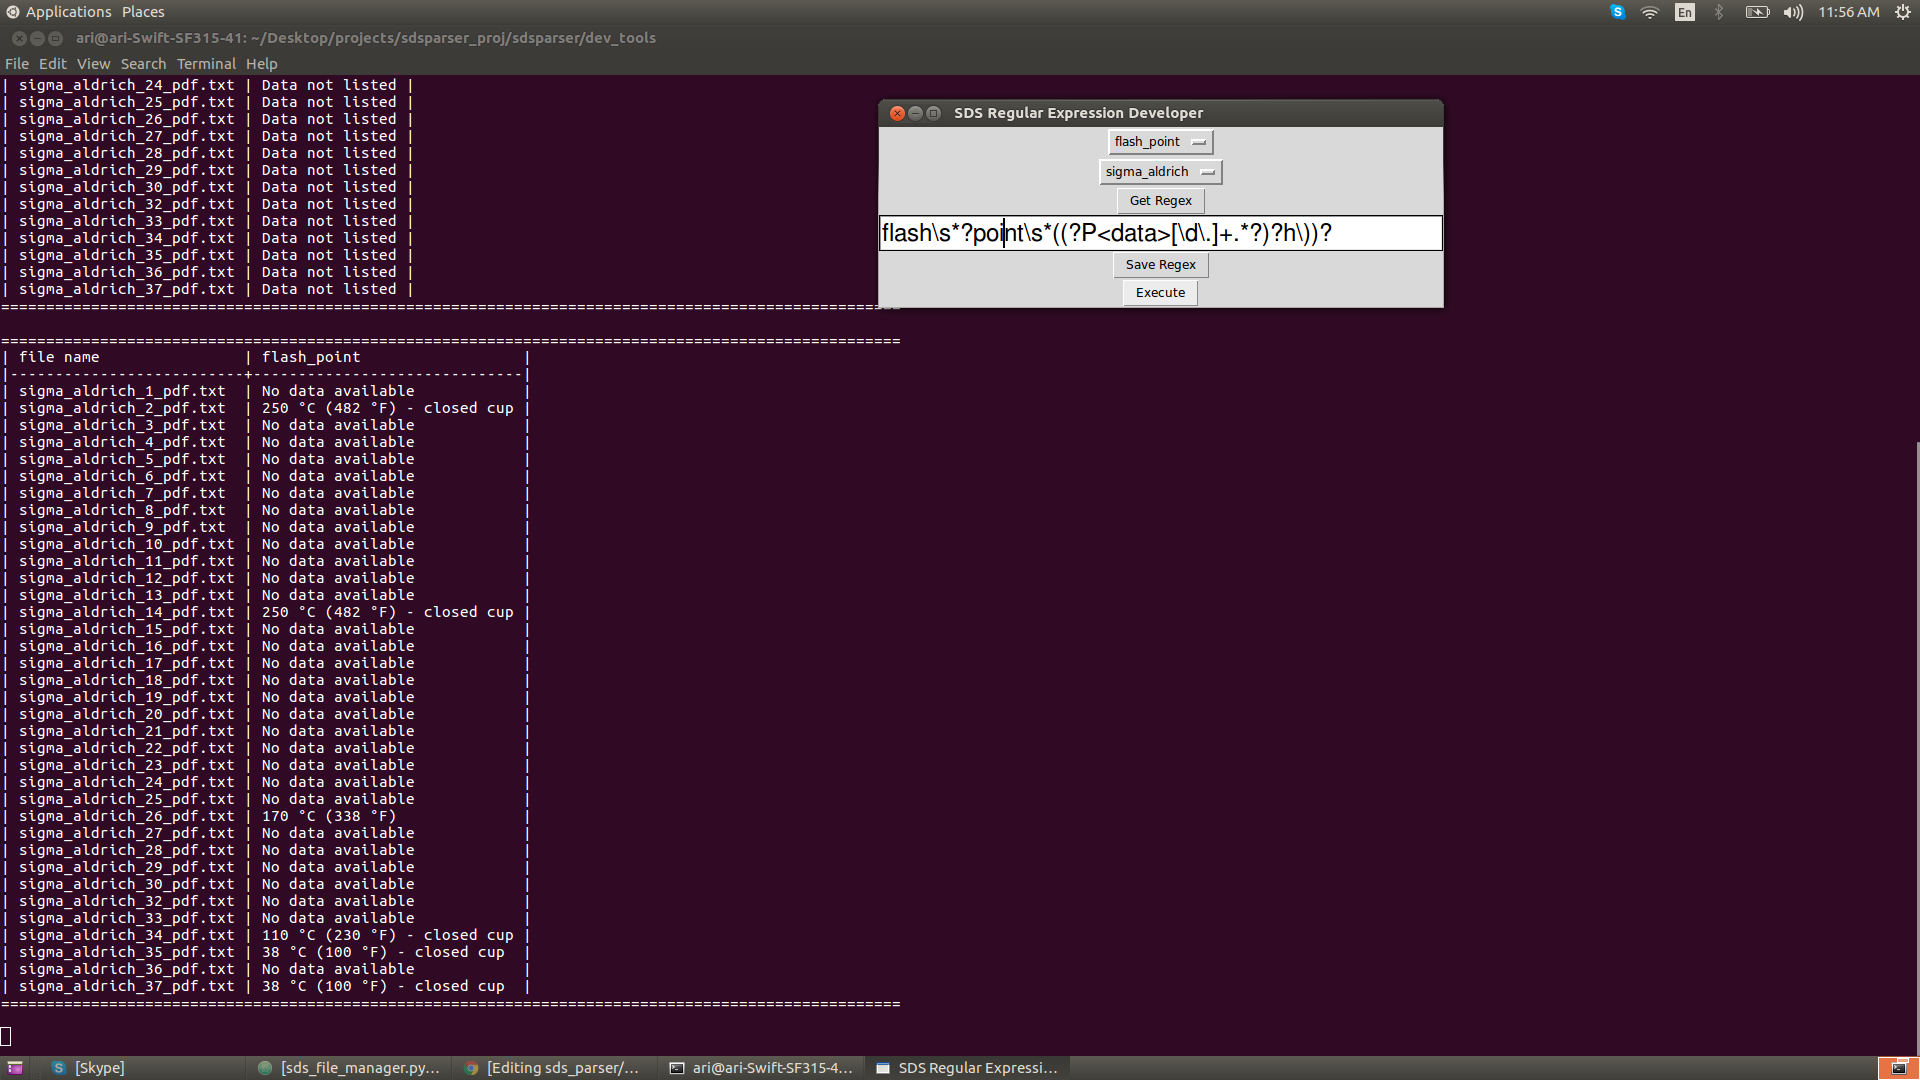 Applications Places En 11:56 AM
ari@ari-Swift-SF315-41: ~/Desktop/projects/sdsparser_proj/sdsparser/dev_tools
File Edit View Search Terminal Help
| sigma_aldrich_24_pdf.txt | Data not listed |
| sigma_aldrich_25_pdf.txt | Data not listed |
| sigma_aldrich_26_pdf.txt | Data not listed |
| sigma_aldrich_27_pdf.txt | Data not listed |
| sigma_aldrich_28_pdf.txt | Data not listed |
| sigma_aldrich_29_pdf.txt | Data not listed |
| sigma_aldrich_30_pdf.txt | Data not listed |
| sigma_aldrich_32_pdf.txt | Data not listed |
| sigma_aldrich_33_pdf.txt | Data not listed |
| sigma_aldrich_34_pdf.txt | Data not listed |
| sigma_aldrich_35_pdf.txt | Data not listed |
| sigma_aldrich_36_pdf.txt | Data not listed |
| sigma_aldrich_37_pdf.txt | Data not listed |
====================================================================================================
====================================================================================================
| file name                | flash_point                  |
|--------------------------+------------------------------|
| sigma_aldrich_1_pdf.txt  | No data available            |
| sigma_aldrich_2_pdf.txt  | 250 °C (482 °F) - closed cup |
| sigma_aldrich_3_pdf.txt  | No data available            |
| sigma_aldrich_4_pdf.txt  | No data available            |
| sigma_aldrich_5_pdf.txt  | No data available            |
| sigma_aldrich_6_pdf.txt  | No data available            |
| sigma_aldrich_7_pdf.txt  | No data available            |
| sigma_aldrich_8_pdf.txt  | No data available            |
| sigma_aldrich_9_pdf.txt  | No data available            |
| sigma_aldrich_10_pdf.txt | No data available            |
| sigma_aldrich_11_pdf.txt | No data available            |
| sigma_aldrich_12_pdf.txt | No data available            |
| sigma_aldrich_13_pdf.txt | No data available            |
| sigma_aldrich_14_pdf.txt | 250 °C (482 °F) - closed cup |
| sigma_aldrich_15_pdf.txt | No data available            |
| sigma_aldrich_16_pdf.txt | No data available            |
| sigma_aldrich_17_pdf.txt | No data available            |
| sigma_aldrich_18_pdf.txt | No data available            |
| sigma_aldrich_19_pdf.txt | No data available            |
| sigma_aldrich_20_pdf.txt | No data available            |
| sigma_aldrich_21_pdf.txt | No data available            |
| sigma_aldrich_22_pdf.txt | No data available            |
| sigma_aldrich_23_pdf.txt | No data available            |
| sigma_aldrich_24_pdf.txt | No data available            |
| sigma_aldrich_25_pdf.txt | No data available            |
| sigma_aldrich_26_pdf.txt | 170 °C (338 °F)              |
| sigma_aldrich_27_pdf.txt | No data available            |
| sigma_aldrich_28_pdf.txt | No data available            |
| sigma_aldrich_29_pdf.txt | No data available            |
| sigma_aldrich_30_pdf.txt | No data available            |
| sigma_aldrich_32_pdf.txt | No data available            |
| sigma_aldrich_33_pdf.txt | No data available            |
| sigma_aldrich_34_pdf.txt | 110 °C (230 °F) - closed cup |
| sigma_aldrich_35_pdf.txt | 38 °C (100 °F) - closed cup  |
| sigma_aldrich_36_pdf.txt | No data available            |
| sigma_aldrich_37_pdf.txt | 38 °C (100 °F) - closed cup  |
====================================================================================================
SDS Regular Expression Developer
flash_point
sigma_aldrich
Get Regex
flash\s*?point\s*((?P<data>[\d\.]+.*?)?h\))?
Save Regex
Execute
[Skype] [sds_file_manager.py... [Editing sds_parser/... ari@ari-Swift-SF315-4... SDS Regular Expressi...